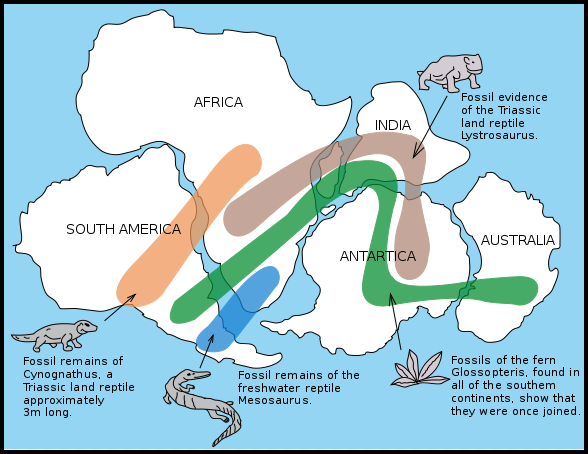 AFRICA
INDIA
SOUTH AMERICA
ANTARTICA
AUSTRALIA
Fossil evidence
of the Triassic
land reptile
Lystrosaurus.
Fossil remains of
Cynognathus, a
Triassic land reptile
approximately
3m long.
Fossil remains of the
freshwater reptile
Mesosaurus.
Fossils of the fern
Glossopteris, found in
all of the southem
continents, show that
they were once joined.